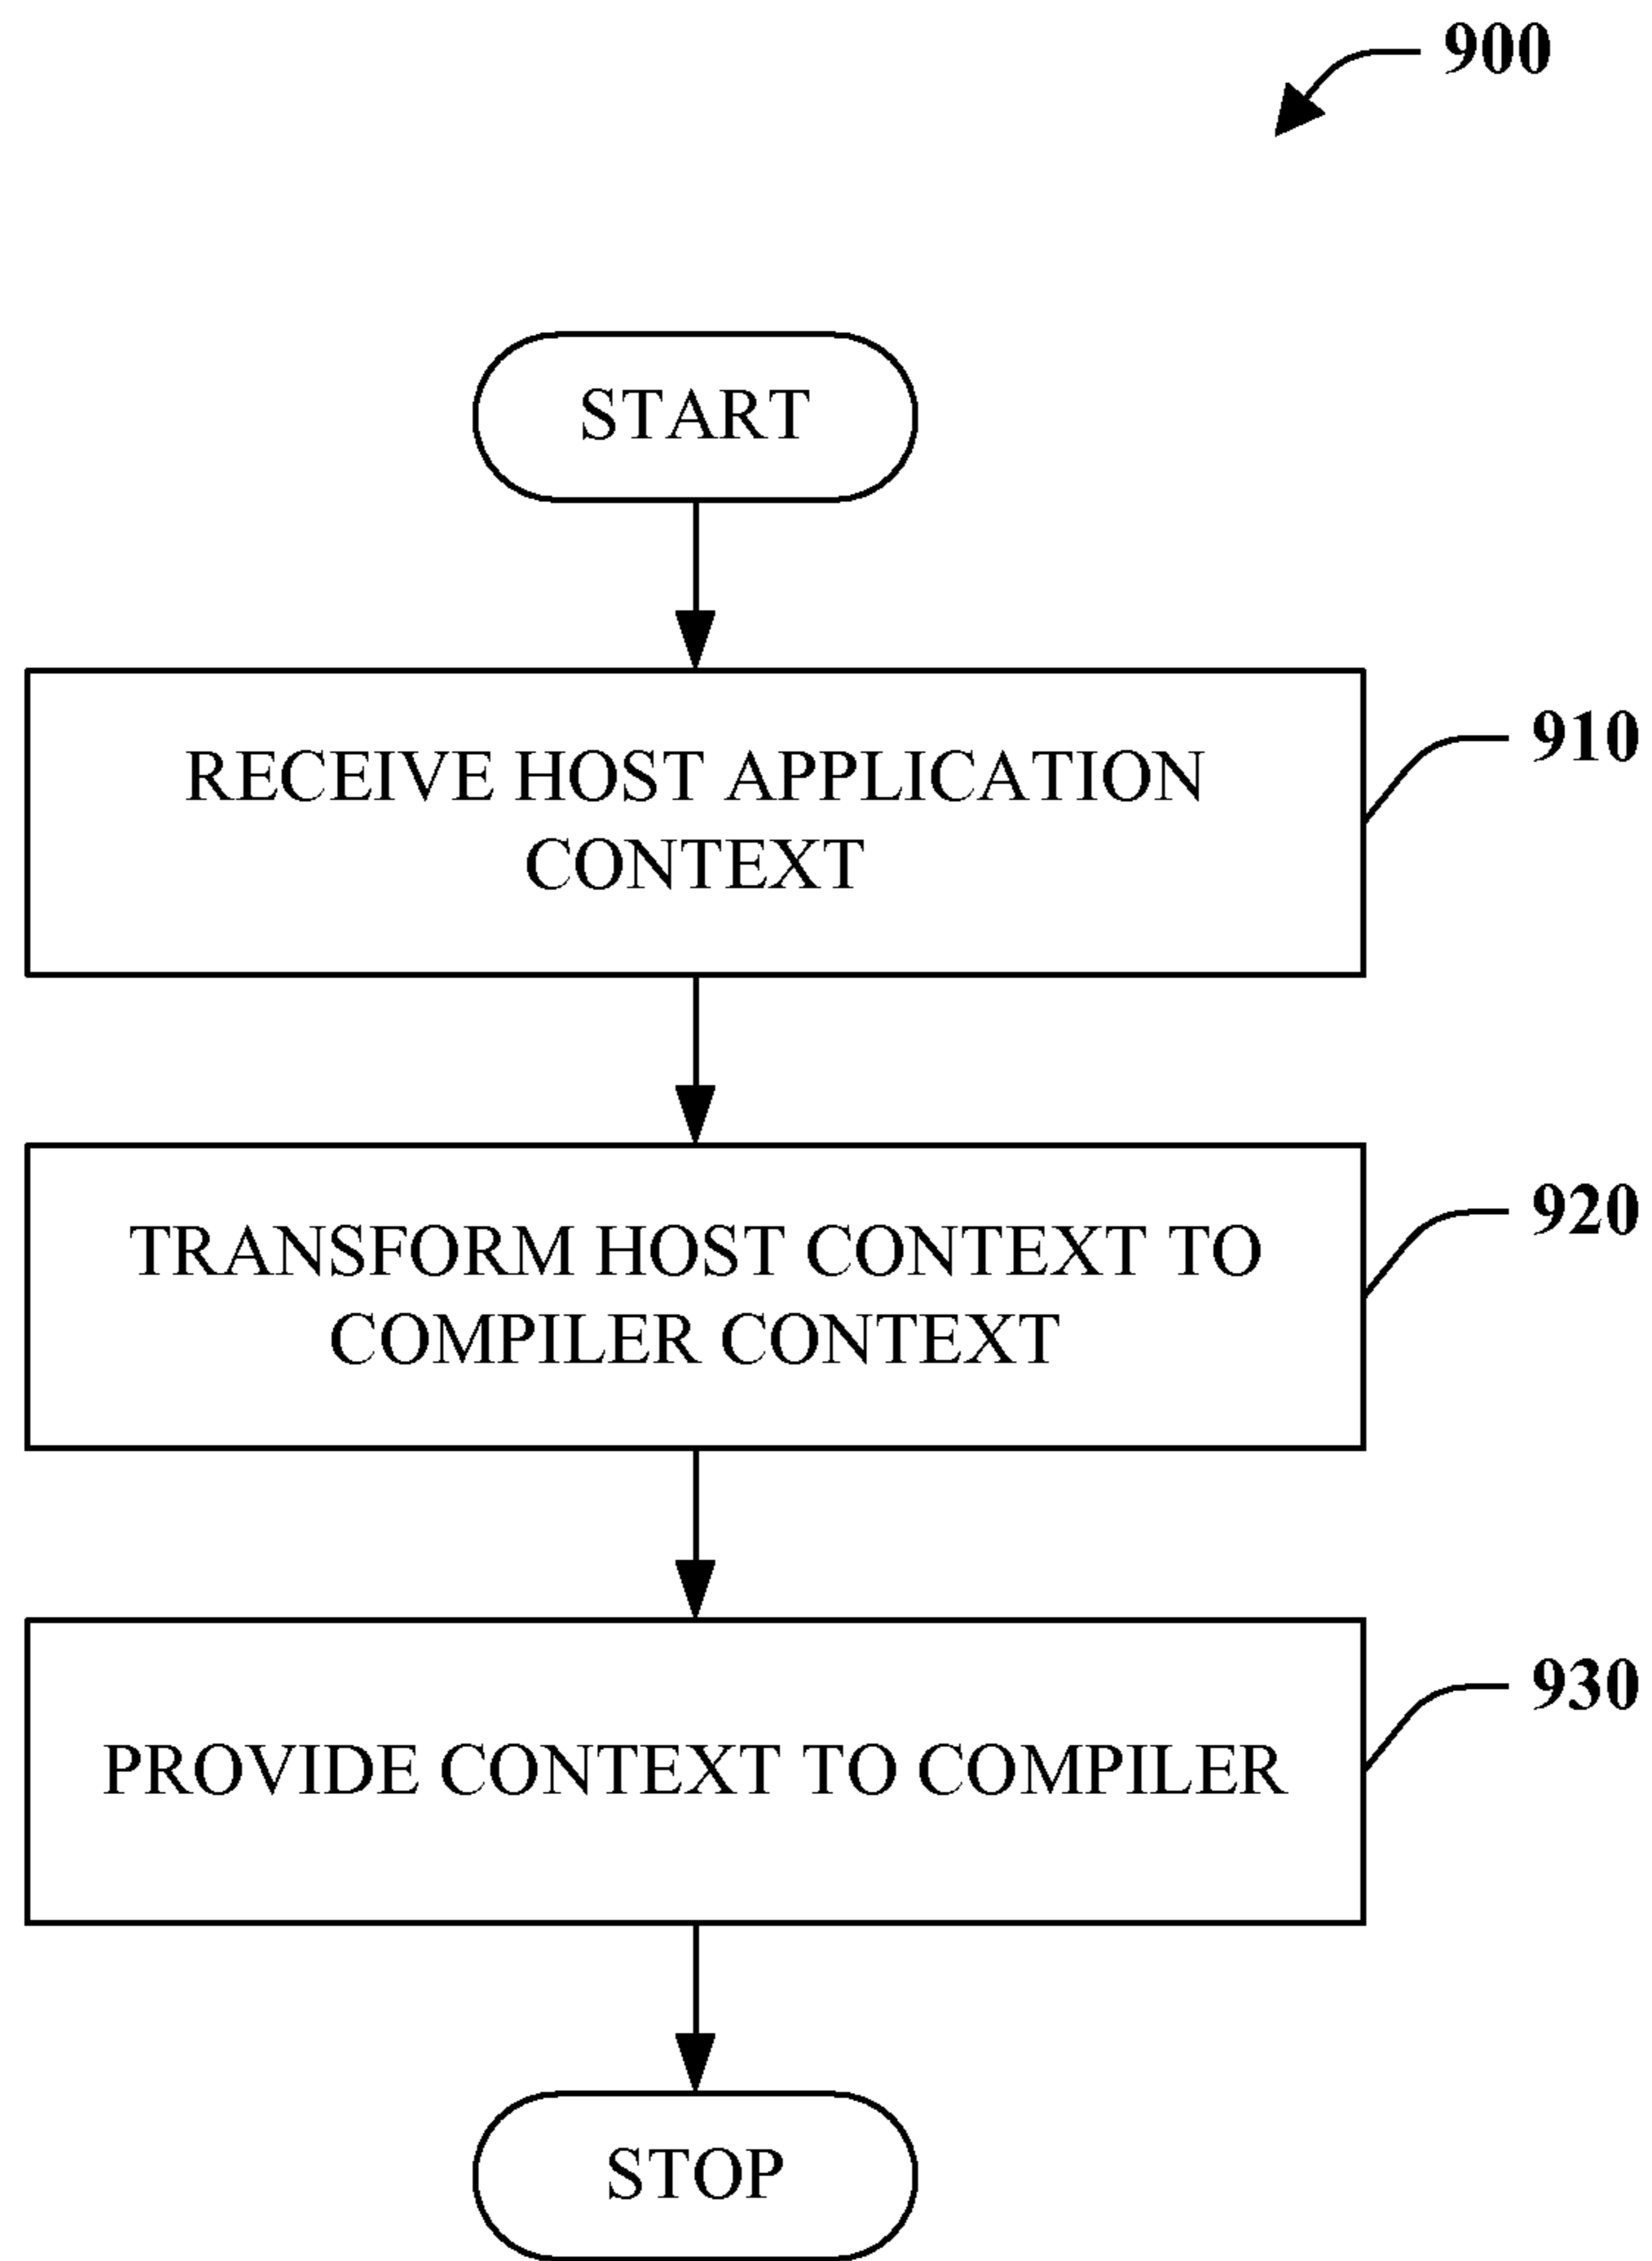 900
START
RECEIVE HOST APPLICATION
CONTEXT
910
TRANSFORM HOST CONTEXT TO
COMPILER CONTEXT
920
PROVIDE CONTEXT TO COMPILER
930
STOP